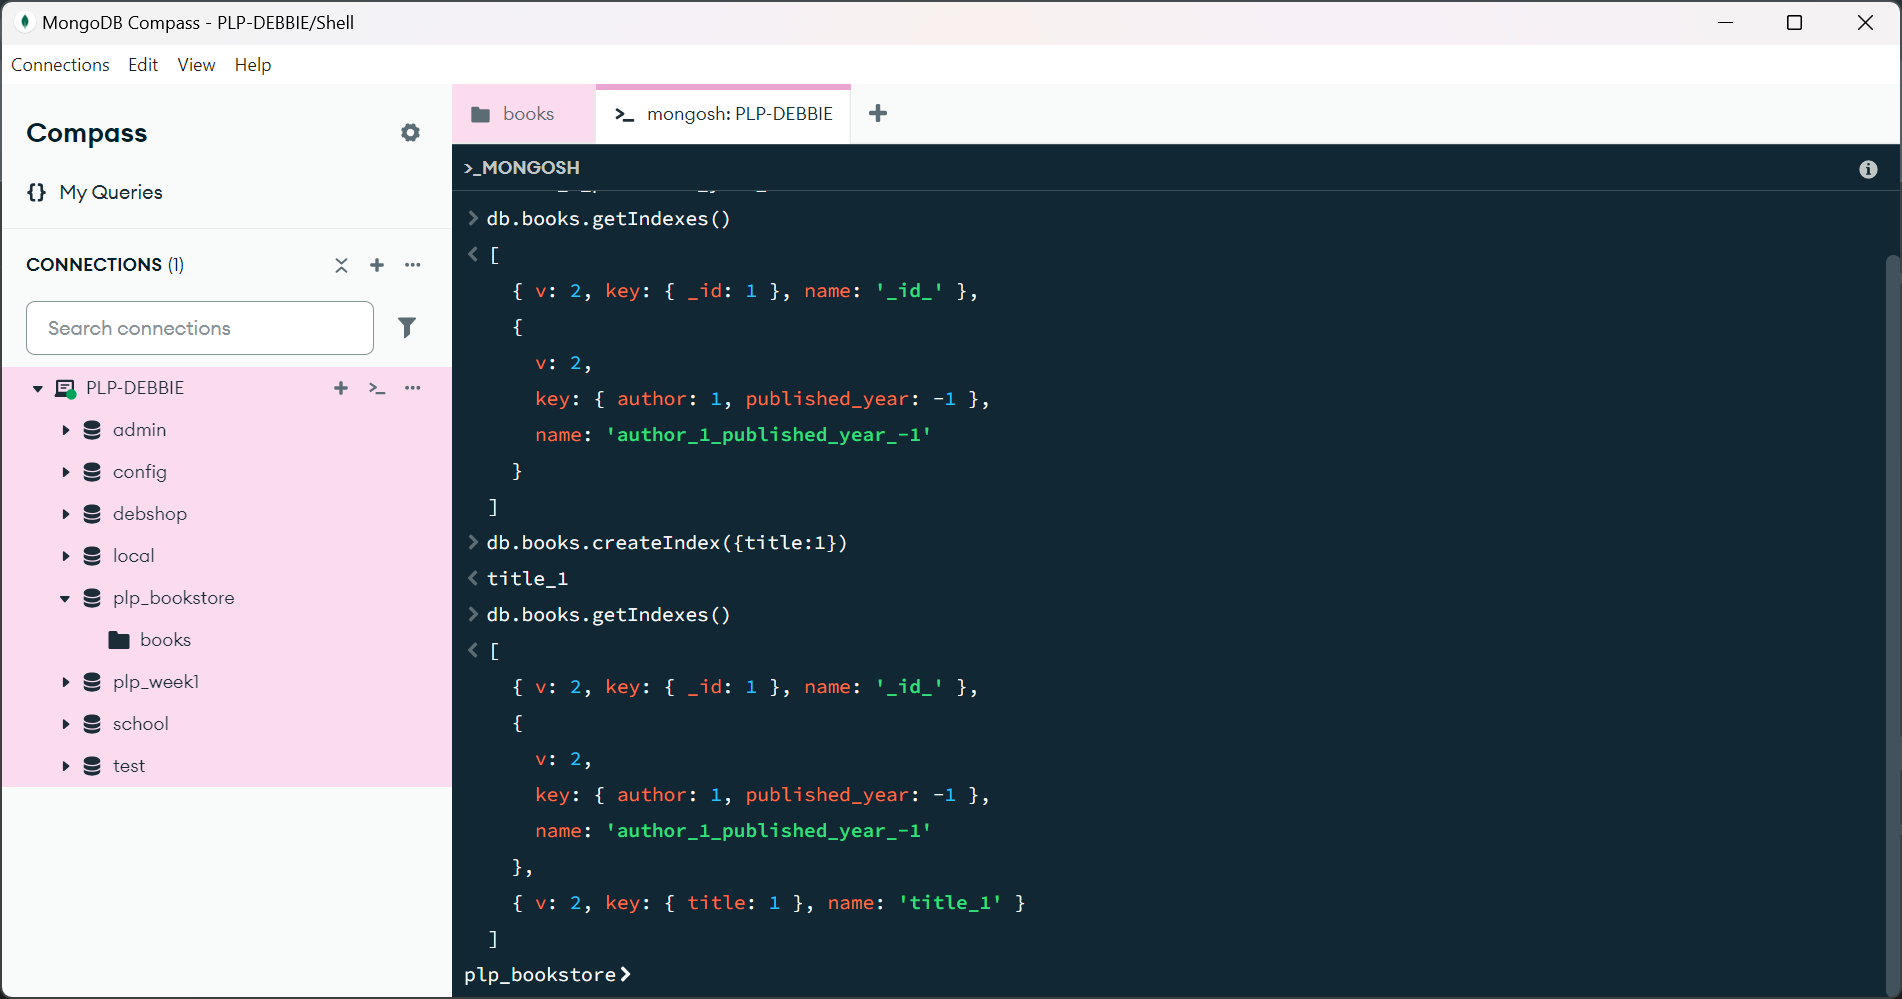 MongoDB Compass - PLP-DEBBIE/Shell
Connections Edit View Help
Compass
{} My Queries
CONNECTIONS (1)
Search connections
PLP-DEBBIE
admin
config
debshop
local
plp_bookstore
books
plp_week1
school
test
books
>_ mongosh: PLP-DEBBIE
>_MONGOSH
> db.books.getIndexes()
< [
{ v: 2, key: { _id: 1 }, name: '_id_' },
{
v: 2,
key: { author: 1, published_year: -1 },
name: 'author_1_published_year_-1'
}
]
> db.books.createIndex({title:1})
< title_1
> db.books.getIndexes()
< [
{ v: 2, key: { _id: 1 }, name: '_id_' },
{
v: 2,
key: { author: 1, published_year: -1 },
name: 'author_1_published_year_-1'
},
{ v: 2, key: { title: 1 }, name: 'title_1' }
]
plp_bookstore>